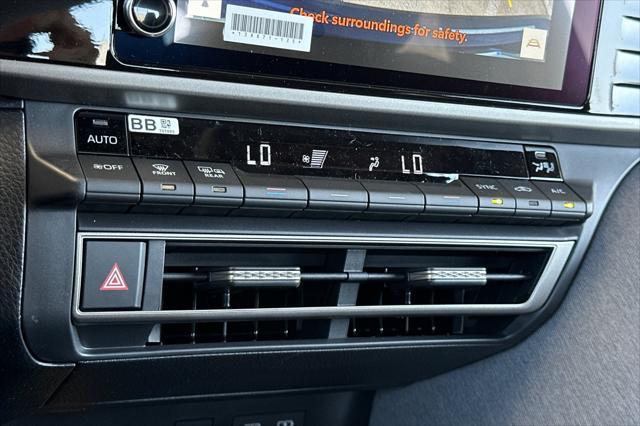 Check surroundings for safety.
AUTO
BB
LO
LO
OFF
FRONT
REAR
SYNC
A/C